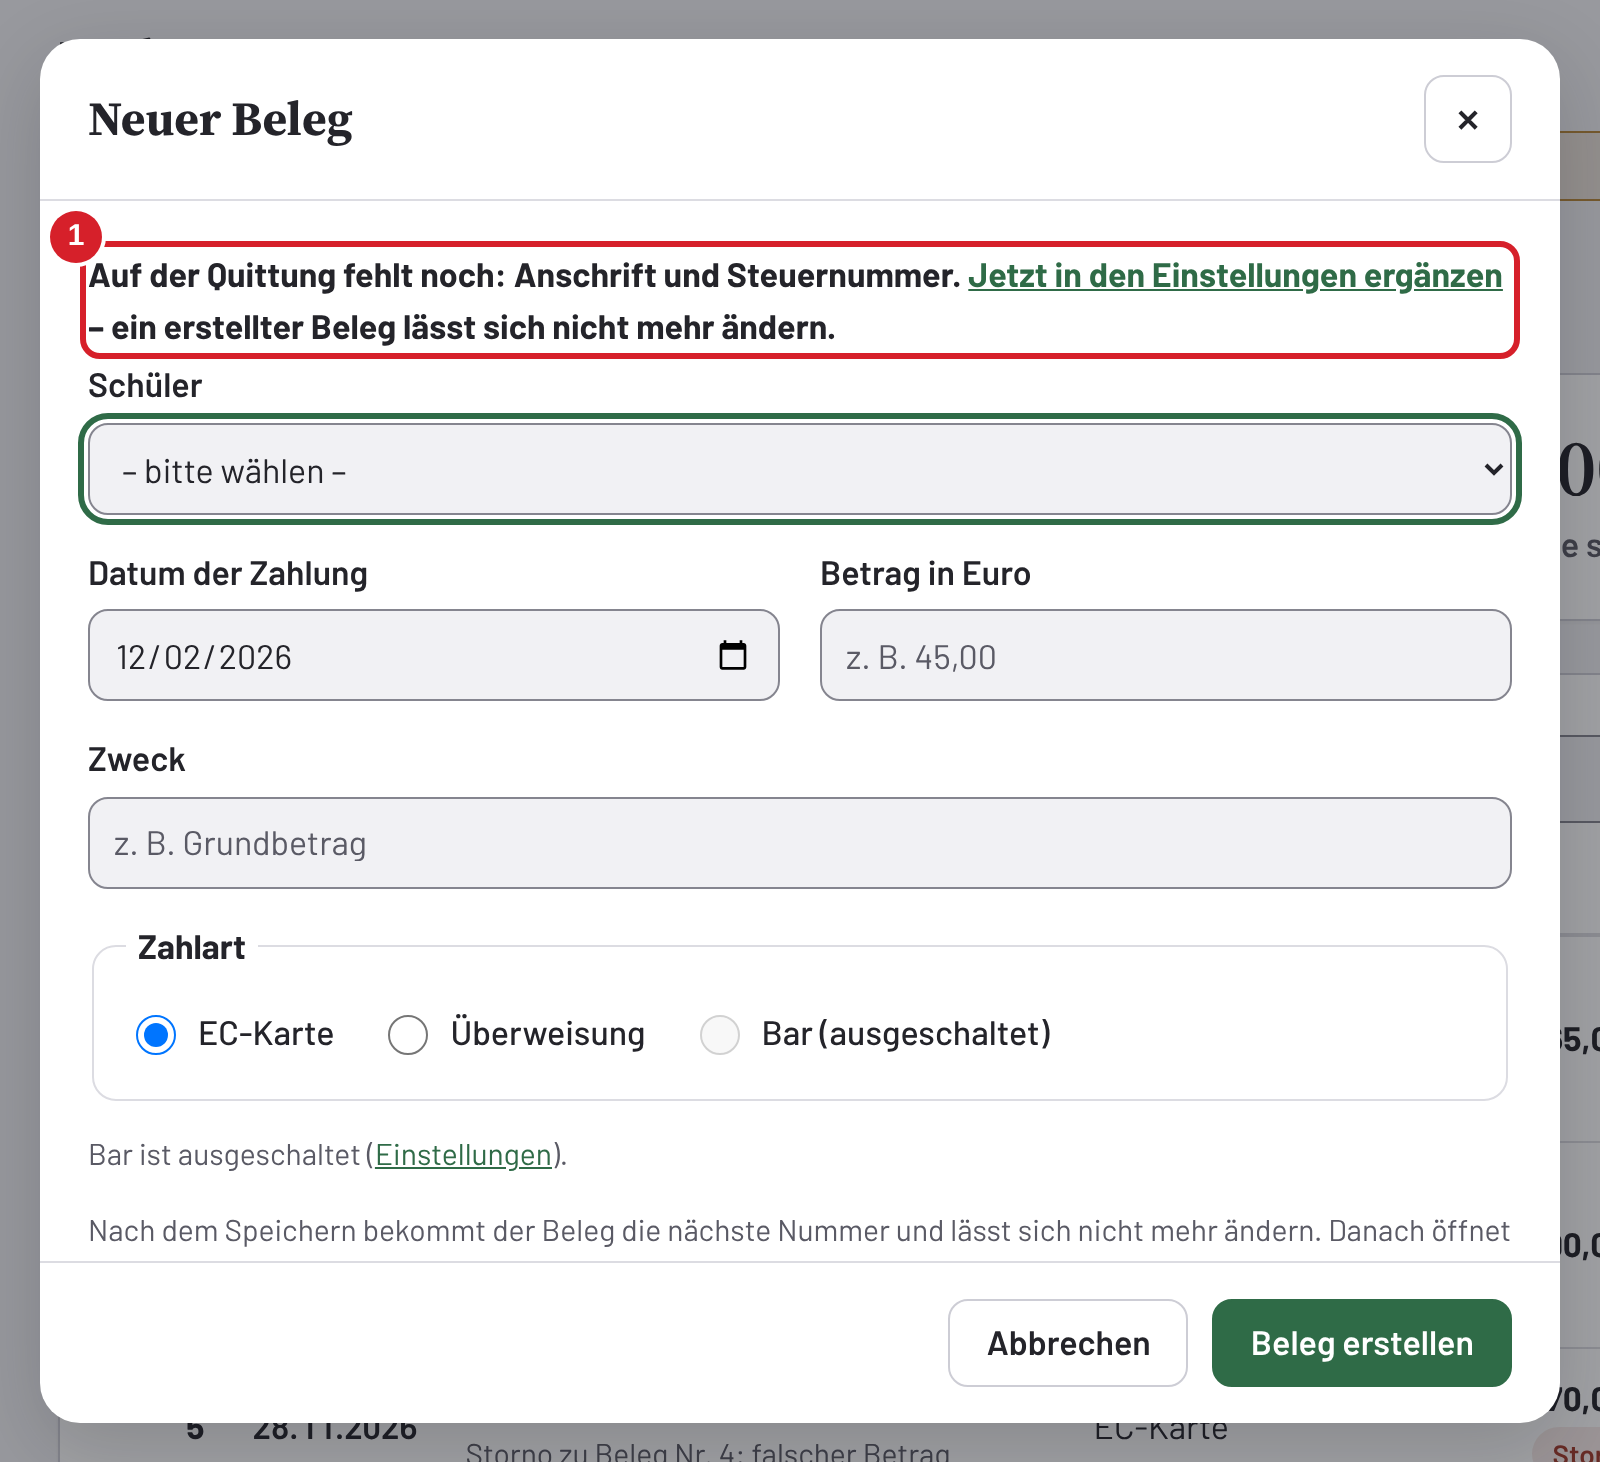 Neuer Beleg
×
1
Auf der Quittung fehlt noch: Anschrift und Steuernummer. Jetzt in den Einstellungen ergänzen
– ein erstellter Beleg lässt sich nicht mehr ändern.
Schüler
– bitte wählen –
Datum der Zahlung
Betrag in Euro
12/02/2026
z. B. 45,00
Zweck
z. B. Grundbetrag
Zahlart
EC-Karte
Überweisung
Bar (ausgeschaltet)
Bar ist ausgeschaltet (Einstellungen).
Nach dem Speichern bekommt der Beleg die nächste Nummer und lässt sich nicht mehr ändern. Danach öffnet
Abbrechen
Beleg erstellen
5
28.11.2026
EC-Karte
Storno zu Beleg Nr. 4: falscher Betrag